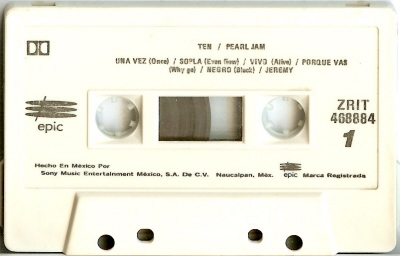 TEN / PEARL JAM
UNA VEZ (Once) / SOPLA (Even flow) / VIVO (Alive) / PORQUE VAS
(Why go) / NEGRO (Black) / JEREMY
epic
ZRIT
468884
1
Hecho En México Por
Sony Music Entertainment México, S.A. De C.V. Naucalpan, Méx. epic Marca Registrada